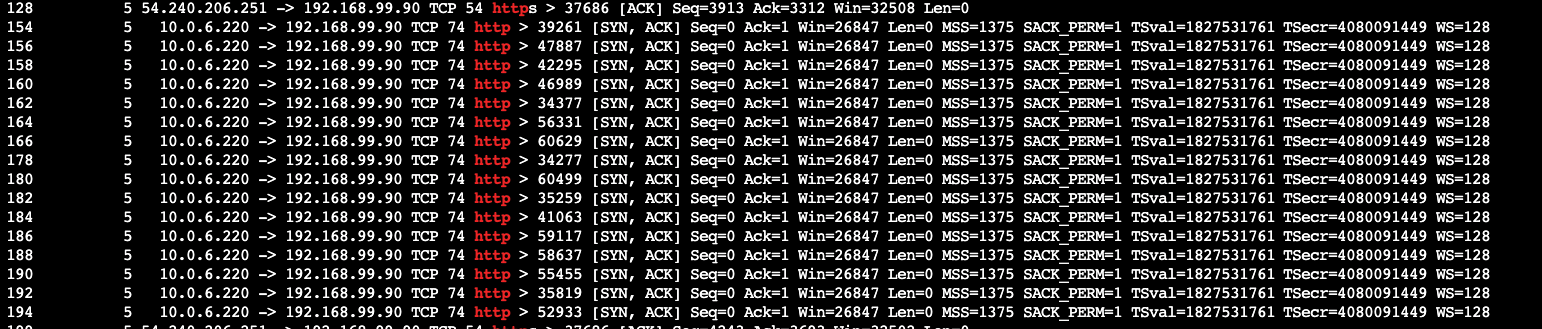 128 5 54.240.206.251 -> 192.168.99.90 TCP 54 https > 37686 [ACK] Seq=3913 Ack=3312 Win=32508 Len=0
154 5 10.0.6.220 -> 192.168.99.90 TCP 74 http > 39261 [SYN, ACK] Seq=0 Ack=1 Win=26847 Len=0 MSS=1375 SACK_PERM=1 TSval=1827531761 TSecr=4080091449 WS=128
156 5 10.0.6.220 -> 192.168.99.90 TCP 74 http > 47887 [SYN, ACK] Seq=0 Ack=1 Win=26847 Len=0 MSS=1375 SACK_PERM=1 TSval=1827531761 TSecr=4080091449 WS=128
158 5 10.0.6.220 -> 192.168.99.90 TCP 74 http > 42295 [SYN, ACK] Seq=0 Ack=1 Win=26847 Len=0 MSS=1375 SACK_PERM=1 TSval=1827531761 TSecr=4080091449 WS=128
160 5 10.0.6.220 -> 192.168.99.90 TCP 74 http > 46989 [SYN, ACK] Seq=0 Ack=1 Win=26847 Len=0 MSS=1375 SACK_PERM=1 TSval=1827531761 TSecr=4080091449 WS=128
162 5 10.0.6.220 -> 192.168.99.90 TCP 74 http > 34377 [SYN, ACK] Seq=0 Ack=1 Win=26847 Len=0 MSS=1375 SACK_PERM=1 TSval=1827531761 TSecr=4080091449 WS=128
164 5 10.0.6.220 -> 192.168.99.90 TCP 74 http > 56331 [SYN, ACK] Seq=0 Ack=1 Win=26847 Len=0 MSS=1375 SACK_PERM=1 TSval=1827531761 TSecr=4080091449 WS=128
166 5 10.0.6.220 -> 192.168.99.90 TCP 74 http > 60629 [SYN, ACK] Seq=0 Ack=1 Win=26847 Len=0 MSS=1375 SACK_PERM=1 TSval=1827531761 TSecr=4080091449 WS=128
178 5 10.0.6.220 -> 192.168.99.90 TCP 74 http > 34277 [SYN, ACK] Seq=0 Ack=1 Win=26847 Len=0 MSS=1375 SACK_PERM=1 TSval=1827531761 TSecr=4080091449 WS=128
180 5 10.0.6.220 -> 192.168.99.90 TCP 74 http > 60499 [SYN, ACK] Seq=0 Ack=1 Win=26847 Len=0 MSS=1375 SACK_PERM=1 TSval=1827531761 TSecr=4080091449 WS=128
182 5 10.0.6.220 -> 192.168.99.90 TCP 74 http > 35259 [SYN, ACK] Seq=0 Ack=1 Win=26847 Len=0 MSS=1375 SACK_PERM=1 TSval=1827531761 TSecr=4080091449 WS=128
184 5 10.0.6.220 -> 192.168.99.90 TCP 74 http > 41063 [SYN, ACK] Seq=0 Ack=1 Win=26847 Len=0 MSS=1375 SACK_PERM=1 TSval=1827531761 TSecr=4080091449 WS=128
186 5 10.0.6.220 -> 192.168.99.90 TCP 74 http > 59117 [SYN, ACK] Seq=0 Ack=1 Win=26847 Len=0 MSS=1375 SACK_PERM=1 TSval=1827531761 TSecr=4080091449 WS=128
188 5 10.0.6.220 -> 192.168.99.90 TCP 74 http > 58637 [SYN, ACK] Seq=0 Ack=1 Win=26847 Len=0 MSS=1375 SACK_PERM=1 TSval=1827531761 TSecr=4080091449 WS=128
190 5 10.0.6.220 -> 192.168.99.90 TCP 74 http > 55455 [SYN, ACK] Seq=0 Ack=1 Win=26847 Len=0 MSS=1375 SACK_PERM=1 TSval=1827531761 TSecr=4080091449 WS=128
192 5 10.0.6.220 -> 192.168.99.90 TCP 74 http > 35819 [SYN, ACK] Seq=0 Ack=1 Win=26847 Len=0 MSS=1375 SACK_PERM=1 TSval=1827531761 TSecr=4080091449 WS=128
194 5 10.0.6.220 -> 192.168.99.90 TCP 74 http > 52933 [SYN, ACK] Seq=0 Ack=1 Win=26847 Len=0 MSS=1375 SACK_PERM=1 TSval=1827531761 TSecr=4080091449 WS=128
5 54.240.206.251 -> 192.168.99.90 TCP 54 https > 37686 [ACK]